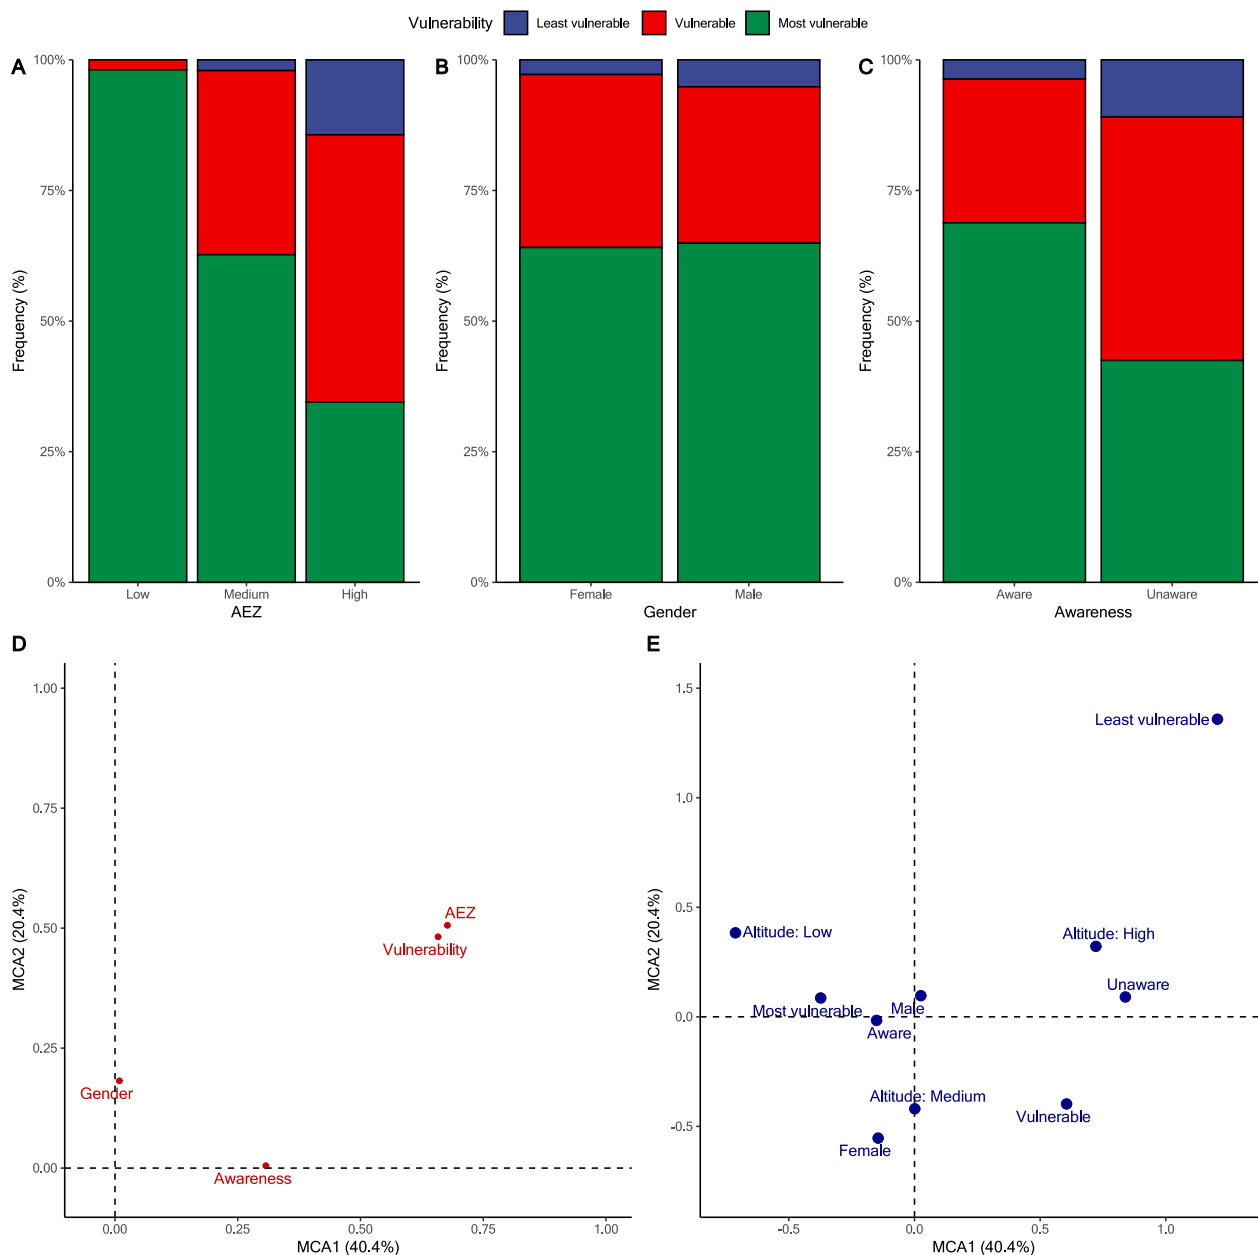 Vulnerability Least vulnerable Vulnerable Most vulnerable
A
100%
75%
50%
25%
0%
Frequency (%)
Low Medium High
AEZ
B
100%
75%
50%
25%
0%
Frequency (%)
Female Male
Gender
C
100%
75%
50%
25%
0%
Frequency (%)
Aware Unaware
Awareness
D
1.00
0.75
0.50
0.25
0.00
MCA2 (20.4%)
AEZ
Vulnerability
Gender
Awareness
0.00 0.25 0.50 0.75 1.00
MCA1 (40.4%)
E
1.5
1.0
0.5
0.0
-0.5
MCA2 (20.4%)
Least vulnerable
Altitude: Low
Altitude: High
Unaware
Most vulnerable
Male
Aware
Altitude: Medium
Vulnerable
Female
-0.5 0.0 0.5 1.0
MCA1 (40.4%)